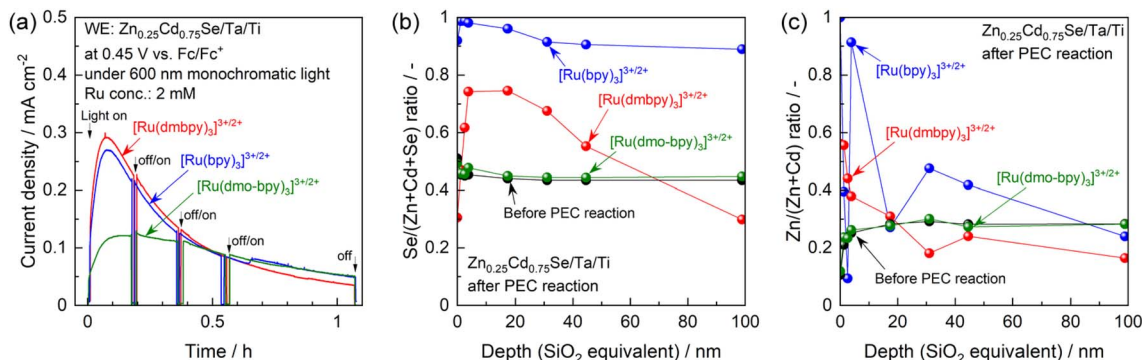 (a)
WE: Zn0.25Cd0.75Se/Ta/Ti
at 0.45 V vs. Fc/Fc+
under 600 nm monochromatic light
Ru conc.: 2 mM
Light on
[Ru(dmbpy)3]3+/2+
off/on
[Ru(bpy)3]3+/2+
[Ru(dmo-bpy)3]3+/2+
off/on
off/on
off
Current density / mA cm-2
0.5
0.4
0.3
0.2
0.1
0
0
0.5
1
Time / h
(b)
[Ru(bpy)3]3+/2+
[Ru(dmbpy)3]3+/2+
[Ru(dmo-bpy)3]3+/2+
Before PEC reaction
Zn0.25Cd0.75Se/Ta/Ti
after PEC reaction
Se/(Zn+Cd+Se) ratio / -
1
0.8
0.6
0.4
0.2
0
0
20
40
60
80
100
Depth (SiO2 equivalent) / nm
(c)
Zn0.25Cd0.75Se/Ta/Ti
after PEC reaction
[Ru(bpy)3]3+/2+
[Ru(dmbpy)3]3+/2+
[Ru(dmo-bpy)3]3+/2+
Before PEC reaction
Zn/(Zn+Cd) ratio / -
1
0.8
0.6
0.4
0.2
0
0
20
40
60
80
100
Depth (SiO2 equivalent) / nm